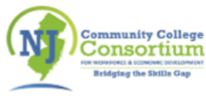 NJ
Community College
Consortium
FOR WORKFORCE & ECONOMIC DEVELOPMENT
Bridging the Skills Gap